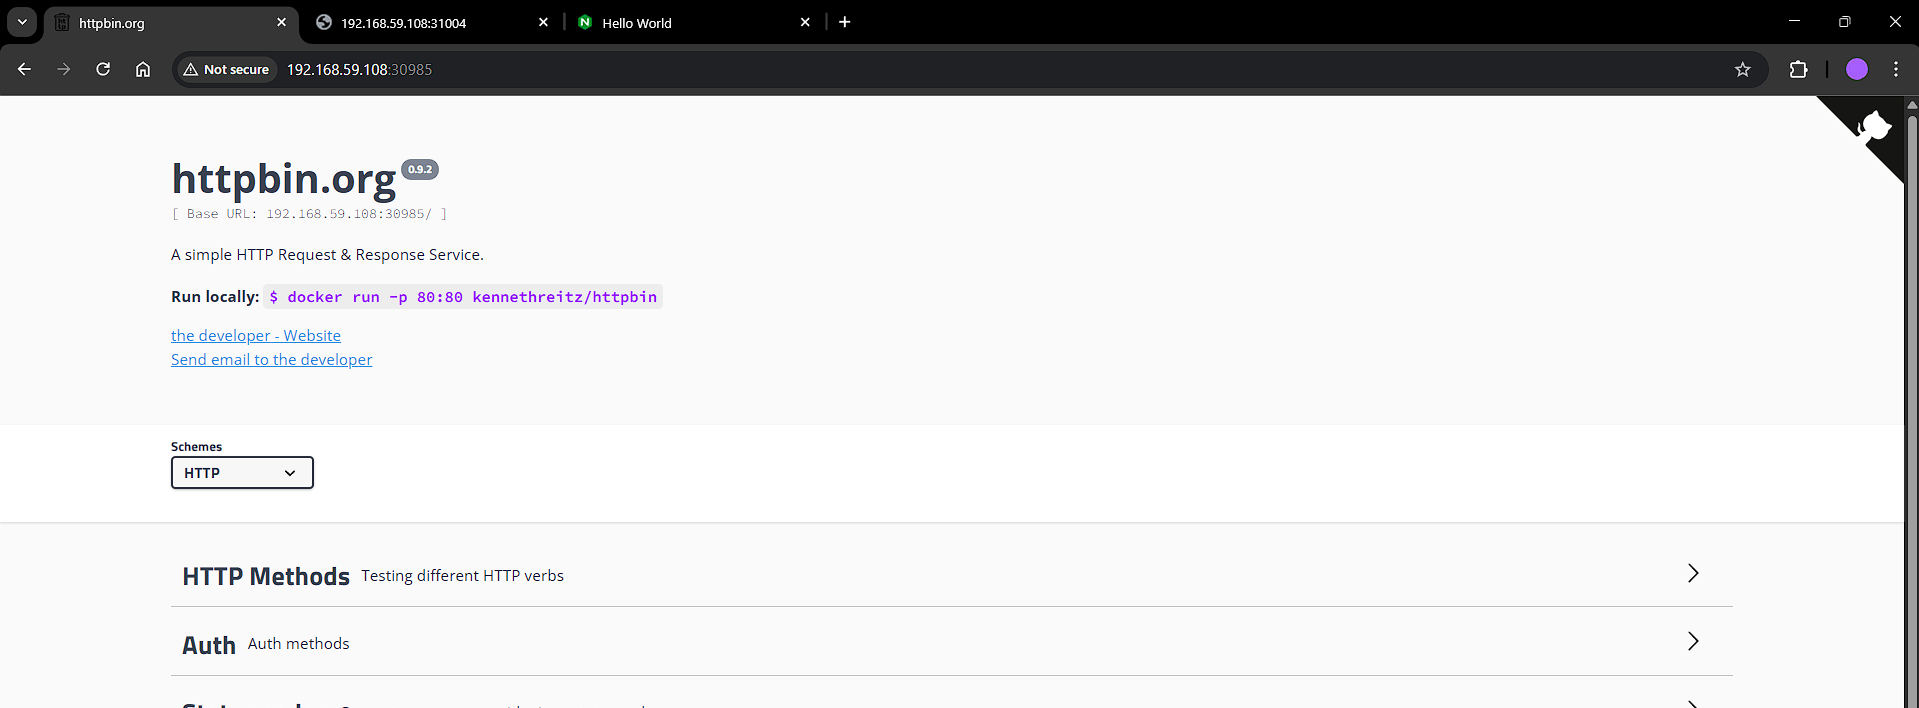 httpbin.org
192.168.59.108:31004
Hello World
Not secure 192.168.59.108:30985
httpbin.org 0.9.2
[ Base URL: 192.168.59.108:30985/ ]
A simple HTTP Request & Response Service.
Run locally: $ docker run -p 80:80 kennethreitz/httpbin
the developer - Website
Send email to the developer
Schemes
HTTP
HTTP Methods Testing different HTTP verbs
Auth Auth methods